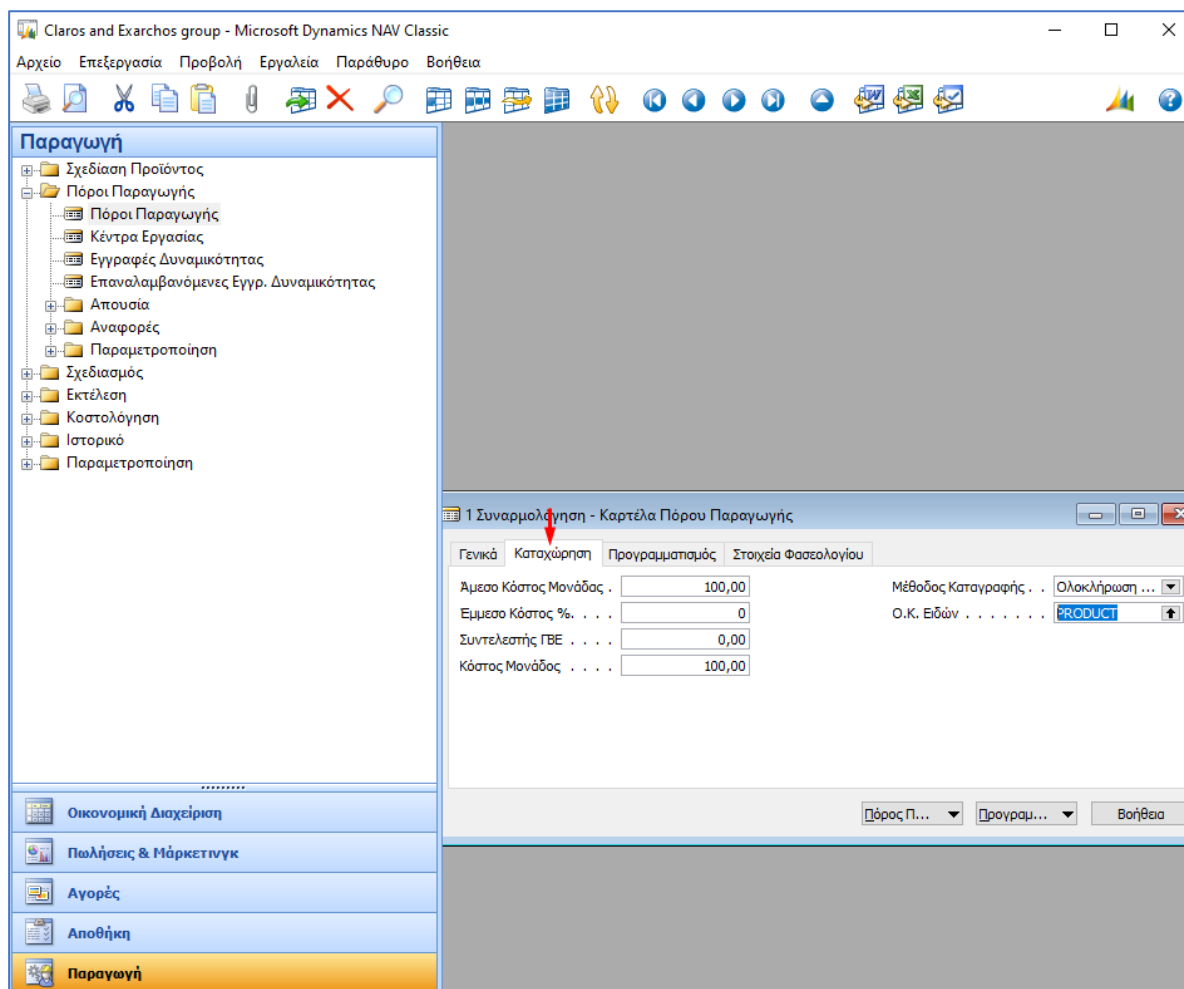 Claros and Exarchos group - Microsoft Dynamics NAV Classic
Αρχείο Επεξεργασία Προβολή Εργαλεία Παράθυρο Βοήθεια
Παραγωγή
Σχεδίαση Προϊόντος
Πόροι Παραγωγής
Πόροι Παραγωγής
Κέντρα Εργασίας
Εγγραφές Δυναμικότητας
Επαναλαμβανόμενες Εγγρ. Δυναμικότητας
Απουσία
Αναφορές
Παραμετροποίηση
Σχεδιασμός
Εκτέλεση
Κοστολόγηση
Ιστορικό
Παραμετροποίηση
1 Συναρμολόγηση - Καρτέλα Πόρου Παραγωγής
Γενικά Καταχώρηση Προγραμματισμός Στοιχεία Φασεολογίου
Άμεσο Κόστος Μονάδας . 100,00 Μέθοδος Καταγραφής . . Ολοκλήρωση ...
Έμμεσο Κόστος %. . . . 0 Ο.Κ. Ειδών . . . . . . . PRODUCT
Συντελεστής ΓΒΕ . . . . 0,00
Κόστος Μονάδος . . . . 100,00
Πόρος Π... Προγραμ... Βοήθεια
Οικονομική Διαχείριση
Πωλήσεις & Μάρκετινγκ
Αγορές
Αποθήκη
Παραγωγή